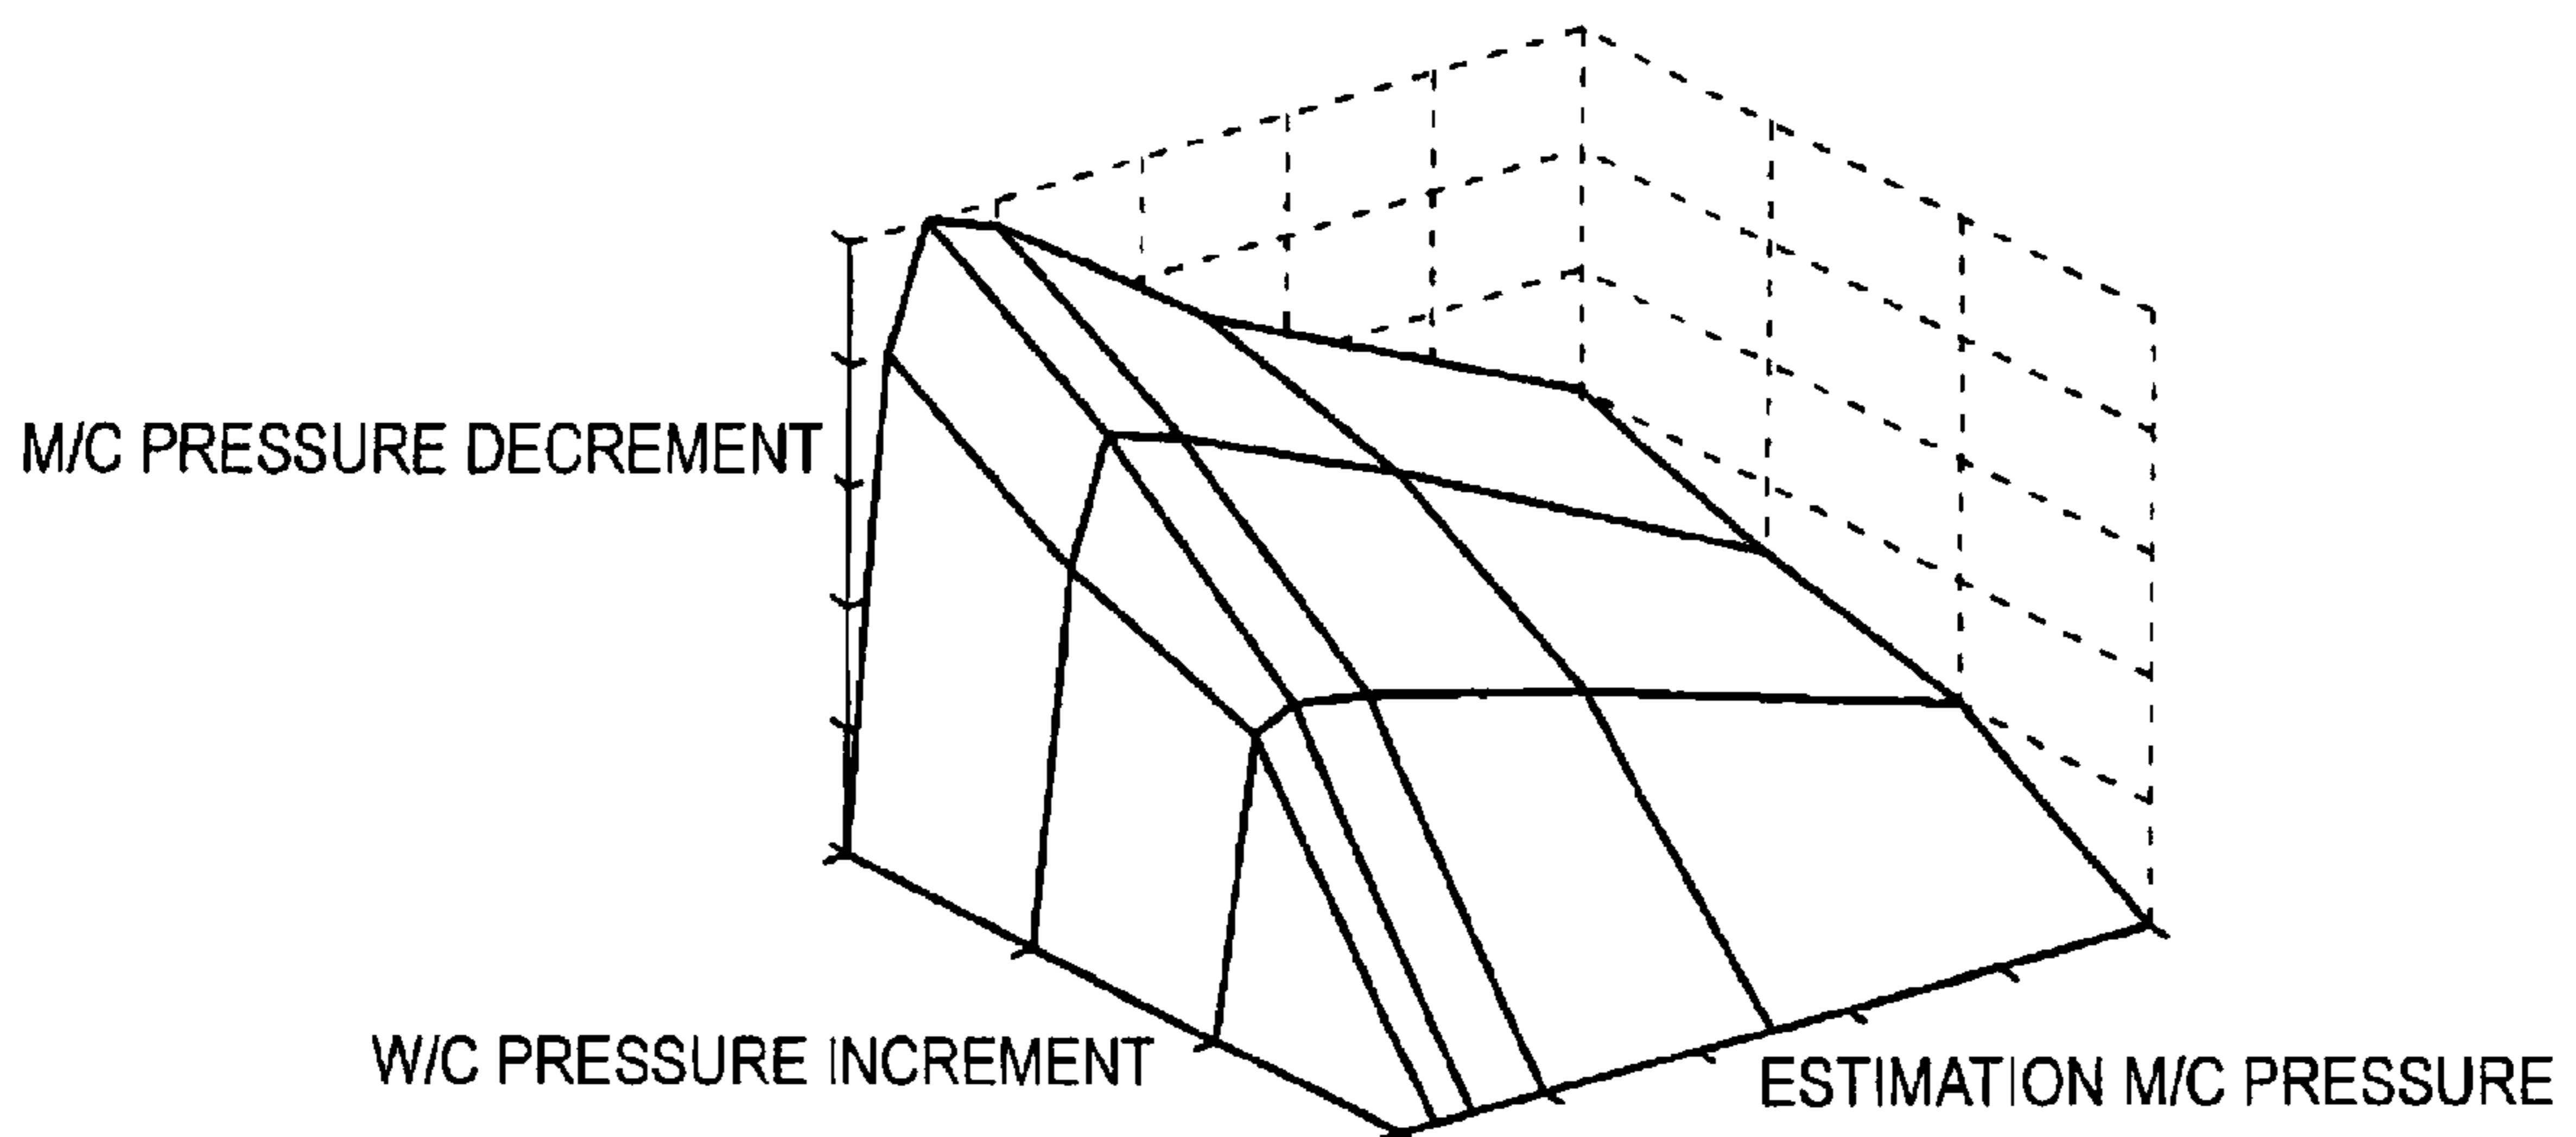 M/C PRESSURE DECREMENT
W/C PRESSURE INCREMENT
ESTIMATION M/C PRESSURE